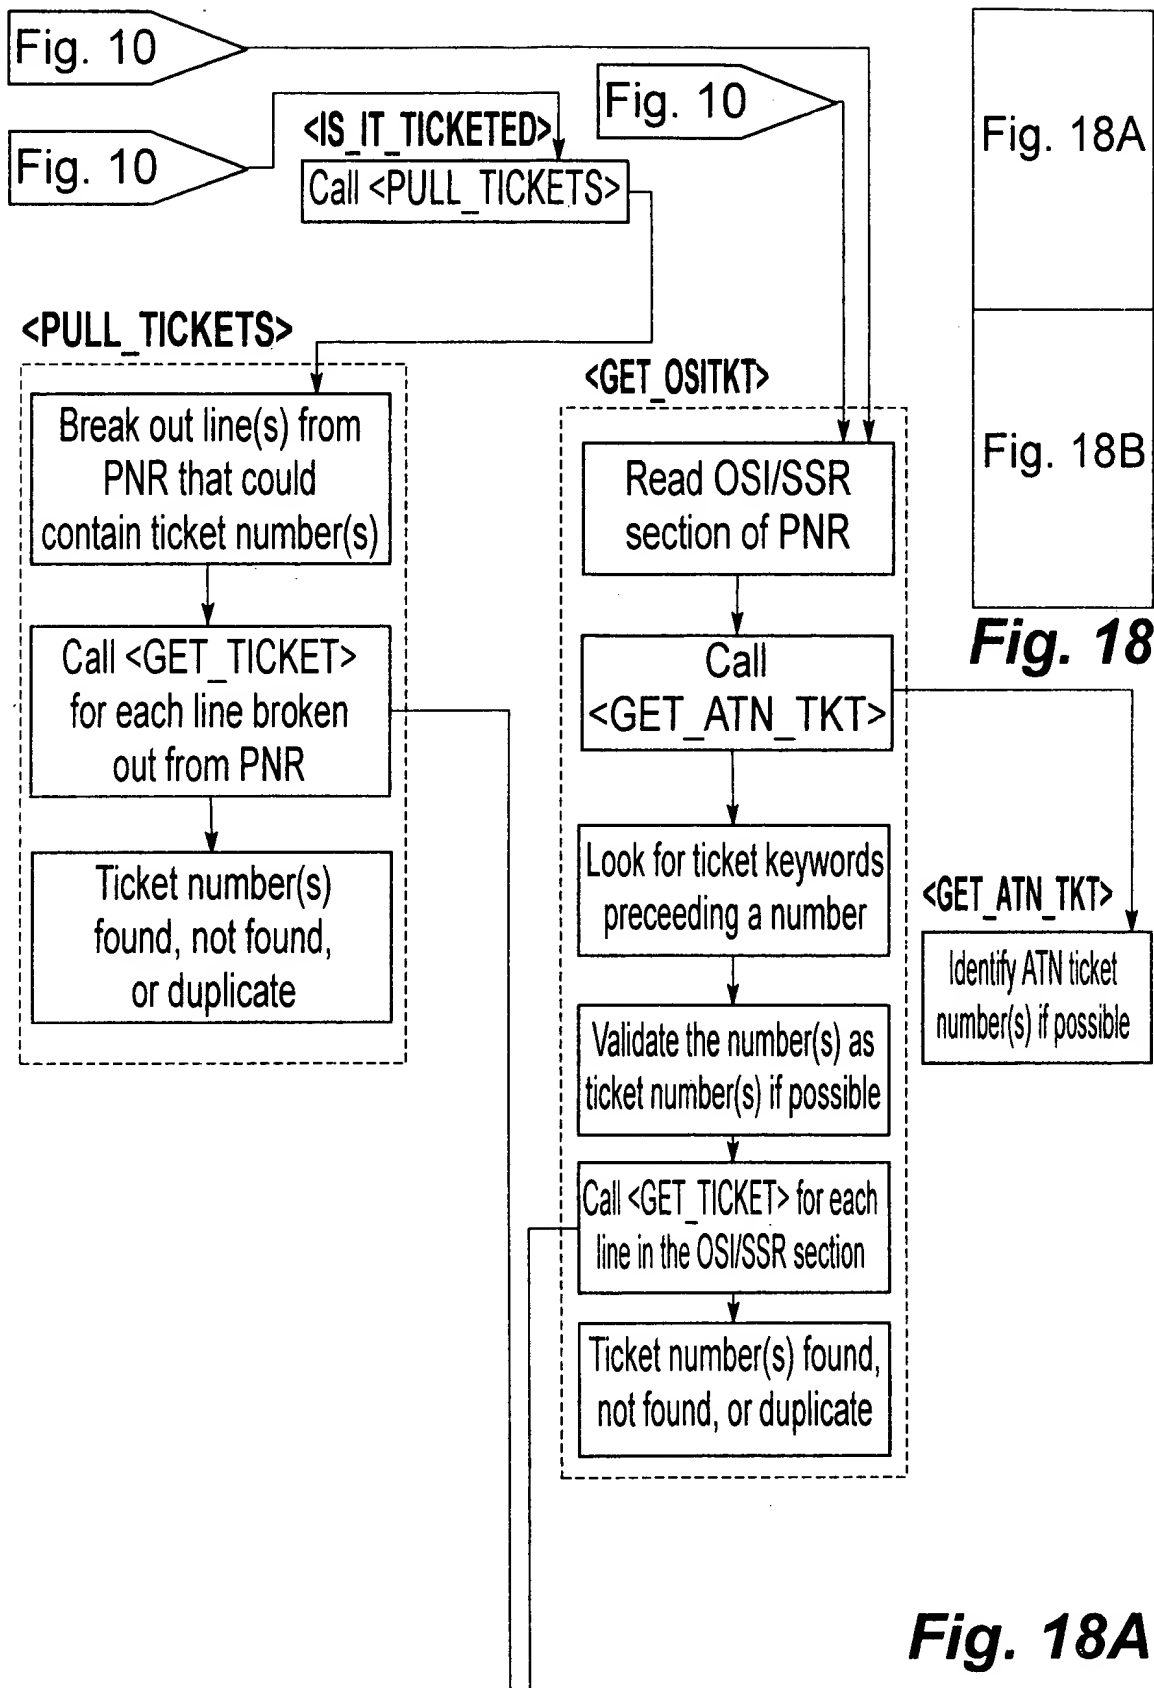 Fig. 10
Fig. 10
<IS_IT_TICKETED>
Call <PULL_TICKETS>
Fig. 10
Fig. 18A
Fig. 18B
Fig. 18
<PULL_TICKETS>
Break out line(s) from
PNR that could
contain ticket number(s)
Call <GET_TICKET>
for each line broken
out from PNR
Ticket number(s)
found, not found,
or duplicate
<GET_OSITKT>
Read OSI/SSR
section of PNR
Call
<GET_ATN_TKT>
Look for ticket keywords
preceeding a number
Validate the number(s) as
ticket number(s) if possible
Call <GET_TICKET> for each
line in the OSI/SSR section
Ticket number(s) found,
not found, or duplicate
<GET_ATN_TKT>
Identify ATN ticket
number(s) if possible
Fig. 18A